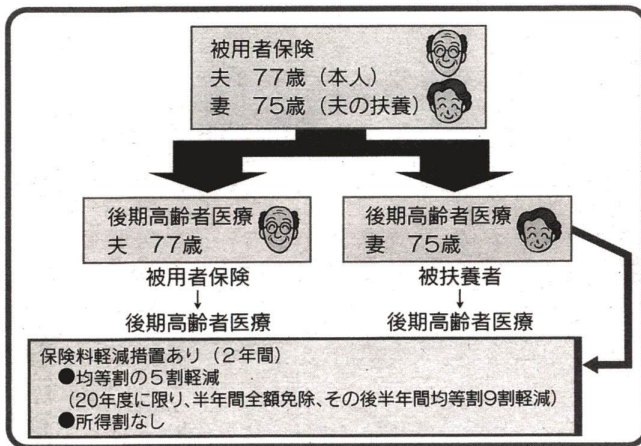 被用者保険
夫 77歳（本人）
妻 75歳（夫の扶養）
後期高齢者医療
夫 77歳
後期高齢者医療
妻 75歳
被用者保険
↓
後期高齢者医療
被扶養者
↓
後期高齢者医療
保険料軽減措置あり（2年間）
●均等割の5割軽減
（20年度に限り、半年間全額免除、その後半年間均等割9割軽減）
●所得割なし